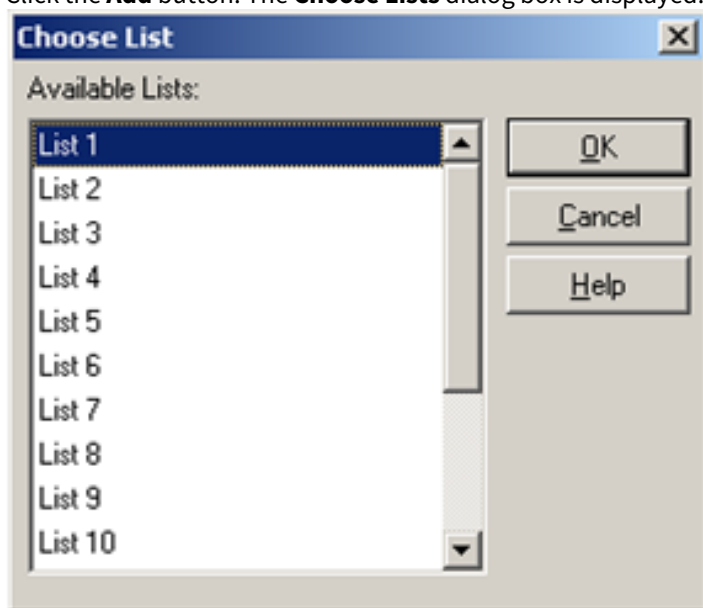 Click the Add button. The Choose Lists dialog box is displayed.
Choose List
Available Lists:
List 1
List 2
List 3
List 4
List 5
List 6
List 7
List 8
List 9
List 10
OK
Cancel
Help